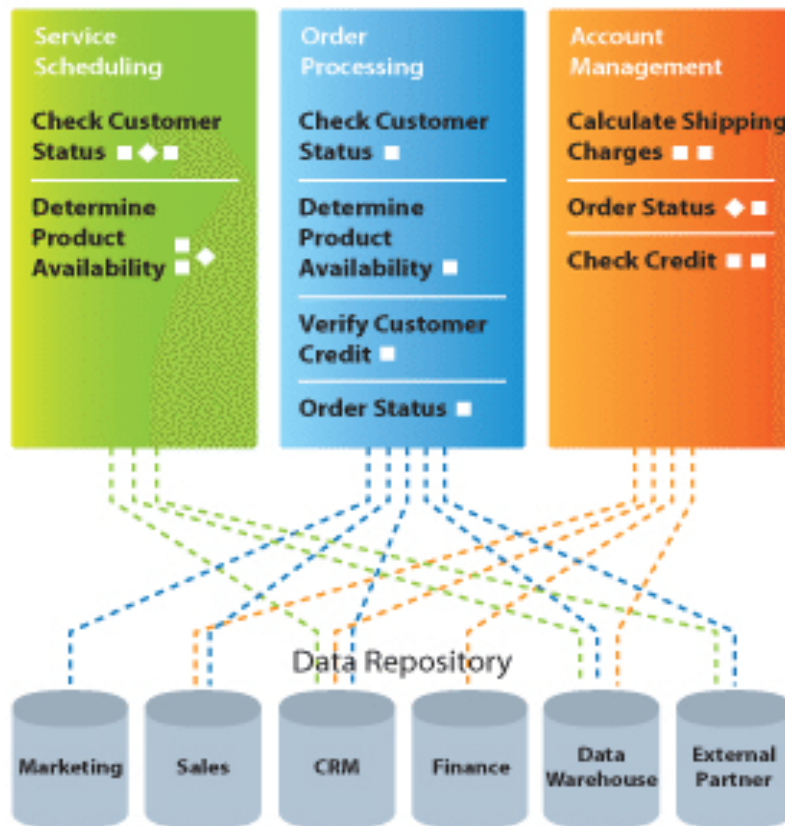 Service
Scheduling
Check Customer
Status
Determine
Product
Availability
Order
Processing
Check Customer
Status
Determine
Product
Availability
Verify Customer
Credit
Order Status
Account
Management
Calculate Shipping
Charges
Order Status
Check Credit
Data Repository
Marketing
Sales
CRM
Finance
Data
Warehouse
External
Partner